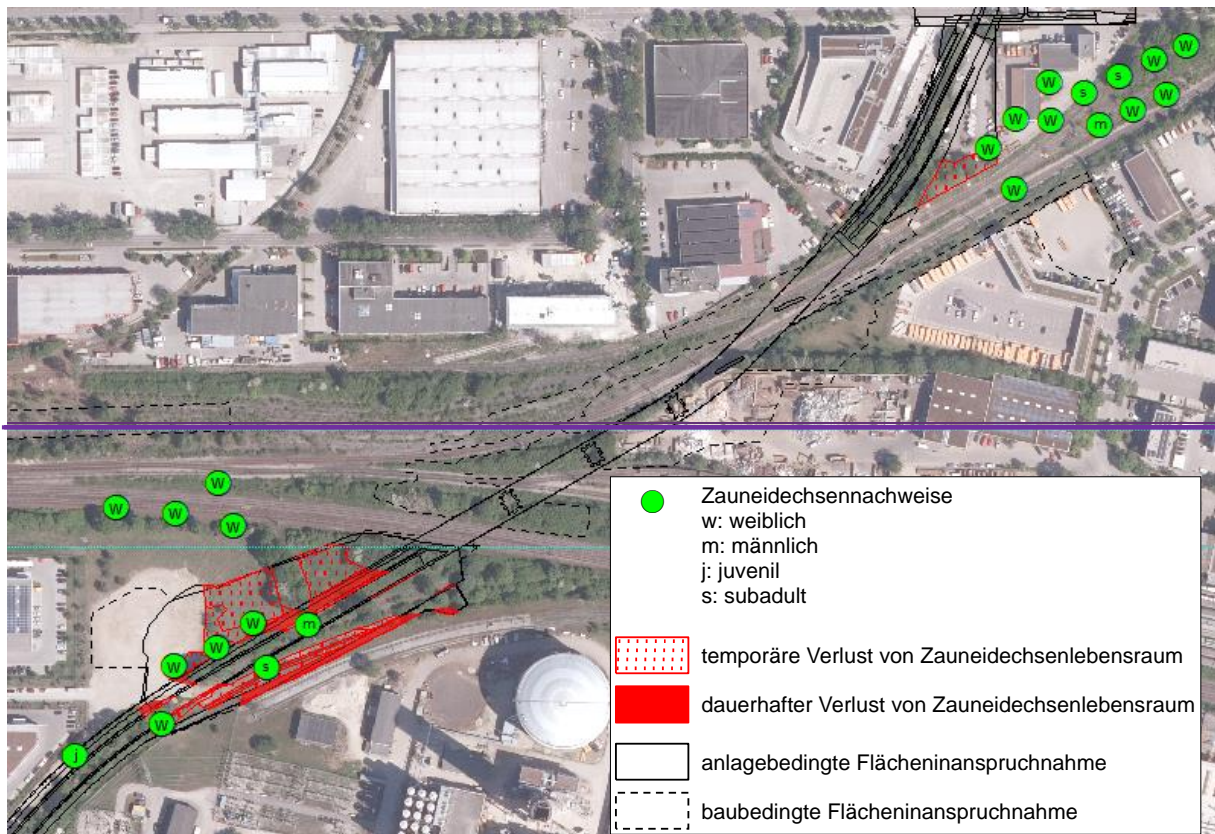 w
w
s
w
s
w
w
w
w
m
w
w
w
w
w
w
w
m
w
w
s
w
j
Zauneidechsennachweise
w: weiblich
m: männlich
j: juvenil
s: subadult
temporäre Verlust von Zauneidechsenlebensraum
dauerhafter Verlust von Zauneidechsenlebensraum
anlagebedingte Flächeninanspruchnahme
baubedingte Flächeninanspruchnahme